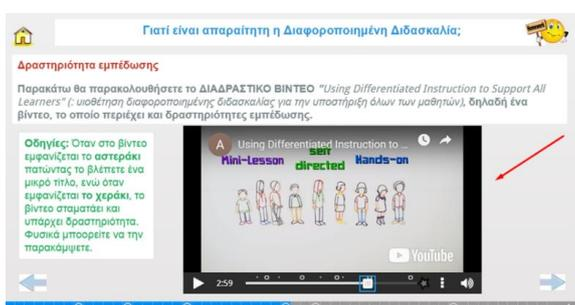 Γιατί είναι απαραίτητη η Διαφοροποιημένη Διδασκαλία;
Δραστηριότητα εμπέδωσης
Παρακάτω θα παρακολουθήσετε το ΔΙΑΔΡΑΣΤΙΚΟ ΒΙΝΤΕΟ "Using Differentiated Instruction to Support All
Learners" (: υιοθέτηση διαφοροποιημένης διδασκαλίας για την υποστήριξη όλων των μαθητών), δηλαδή ένα
βίντεο, το οποίο περιέχει και δραστηριότητες εμπέδωσης.
Οδηγίες: Όταν στο βίντεο
εμφανίζεται το αστεράκι
πατώντας το βλέπετε ένα
μικρό τίτλο, ενώ όταν
εμφανίζεται το χεράκι, το
βίντεο σταματάει και
υπάρχει δραστηριότητα.
Φυσικά μποορείτε να την
παρακάμψετε.
A Using Differentiated Instruction to ...
Mini-Lesson self directed Hands-on
YouTube
2:59